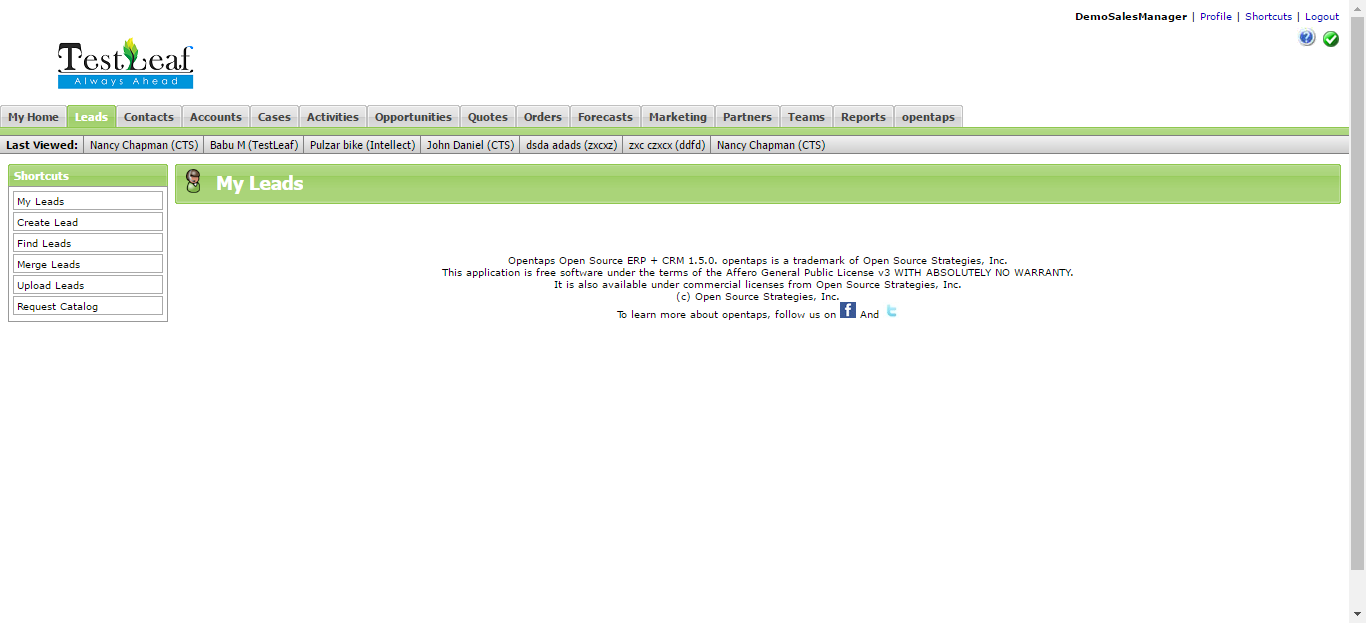 DemoSalesManager | Profile | Shortcuts | Logout
TestLeaf
Always Ahead
My Home Leads Contacts Accounts Cases Activities Opportunities Quotes Orders Forecasts Marketing Partners Teams Reports opentaps
Last Viewed: Nancy Chapman (CTS) Babu M (TestLeaf) Pulzar bike (Intellect) John Daniel (CTS) dsda adads (zxcxz) zxc czxcx (ddfd) Nancy Chapman (CTS)
Shortcuts
My Leads
Create Lead
Find Leads
Merge Leads
Upload Leads
Request Catalog
My Leads
Opentaps Open Source ERP + CRM 1.5.0. opentaps is a trademark of Open Source Strategies, Inc.
This application is free software under the terms of the Affero General Public License v3 WITH ABSOLUTELY NO WARRANTY.
It is also available under commercial licenses from Open Source Strategies, Inc.
(c) Open Source Strategies, Inc.
To learn more about opentaps, follow us on f And t